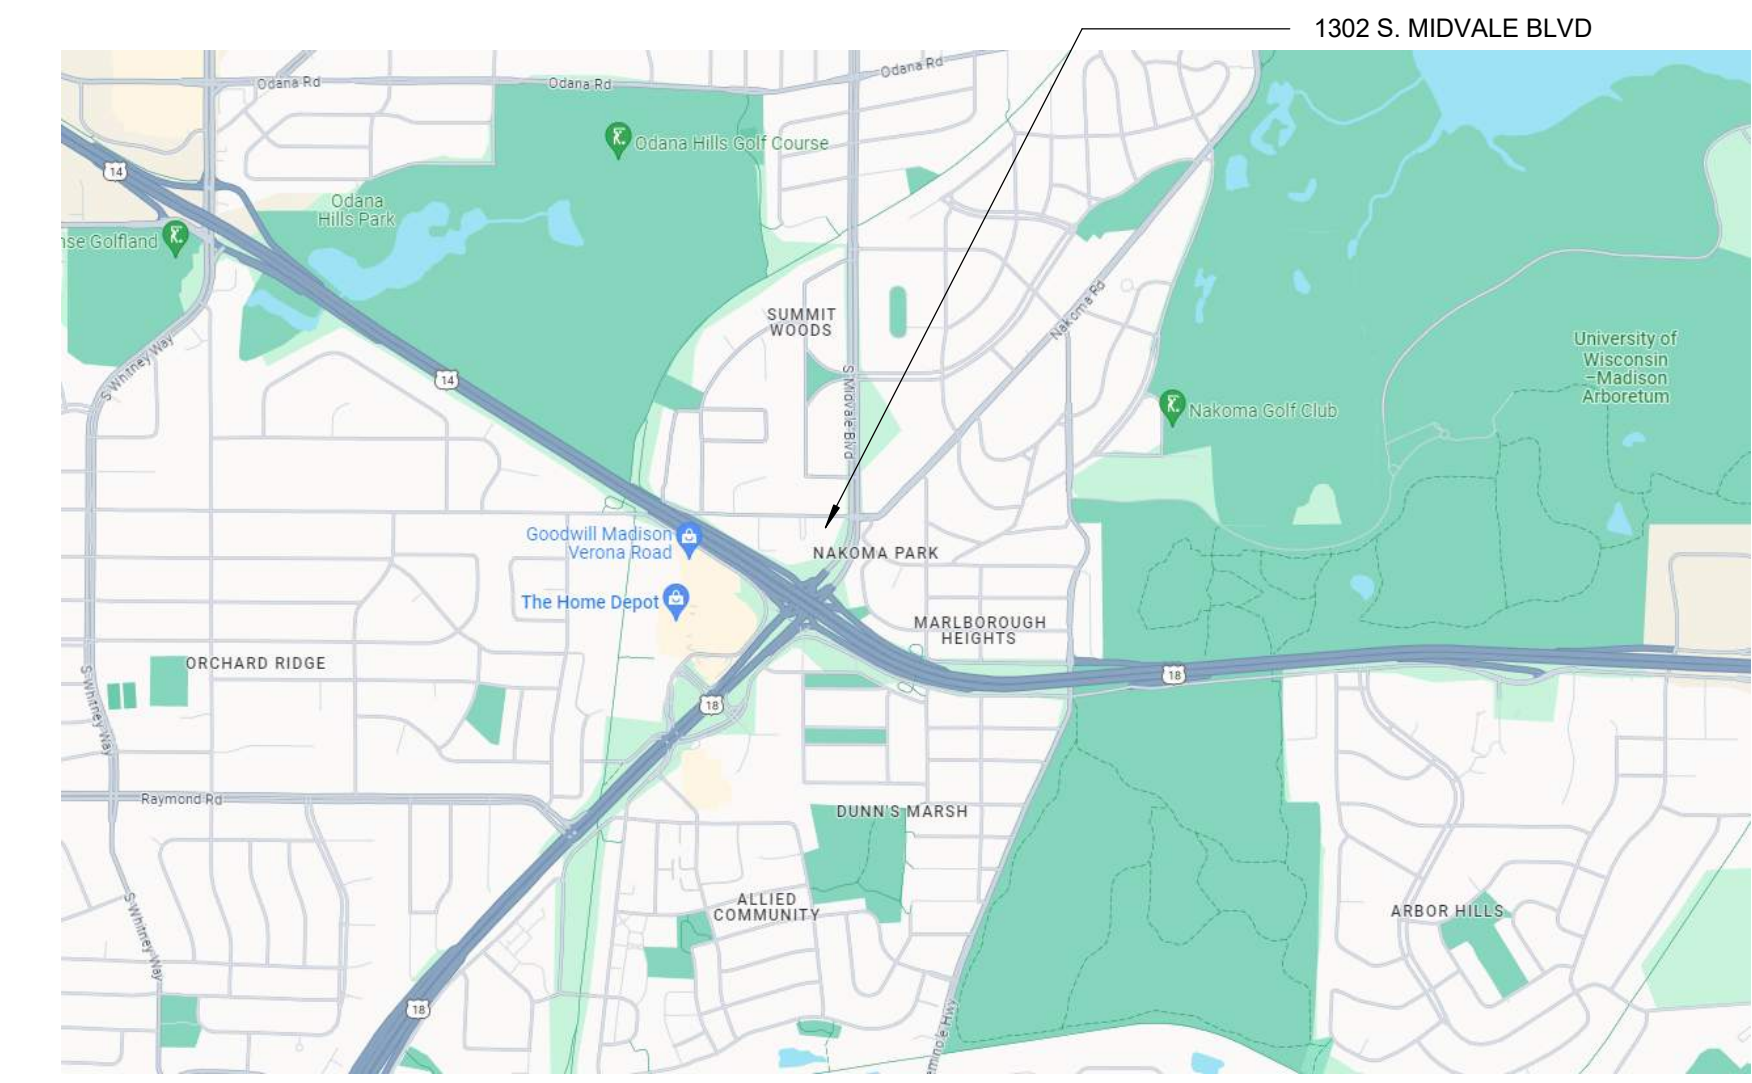 1302 S. MIDVALE BLVD
Odana Rd
Odana Rd
Odana Rd
Odana Hills Golf Course
14
Odana
Hills Park
nse Golfland
SUMMIT
WOODS
Nakoma Rd
University of
Wisconsin
–Madison
Arboretum
S Whitney Way
14
S Midvale Blvd
Nakoma Golf Club
Goodwill Madison
Verona Road
NAKOMA PARK
The Home Depot
MARLBOROUGH
HEIGHTS
ORCHARD RIDGE
18
18
S Whitney Way
Raymond Rd
DUNN'S MARSH
ALLIED
COMMUNITY
ARBOR HILLS
S Whitney Way
18
eminole Hwy